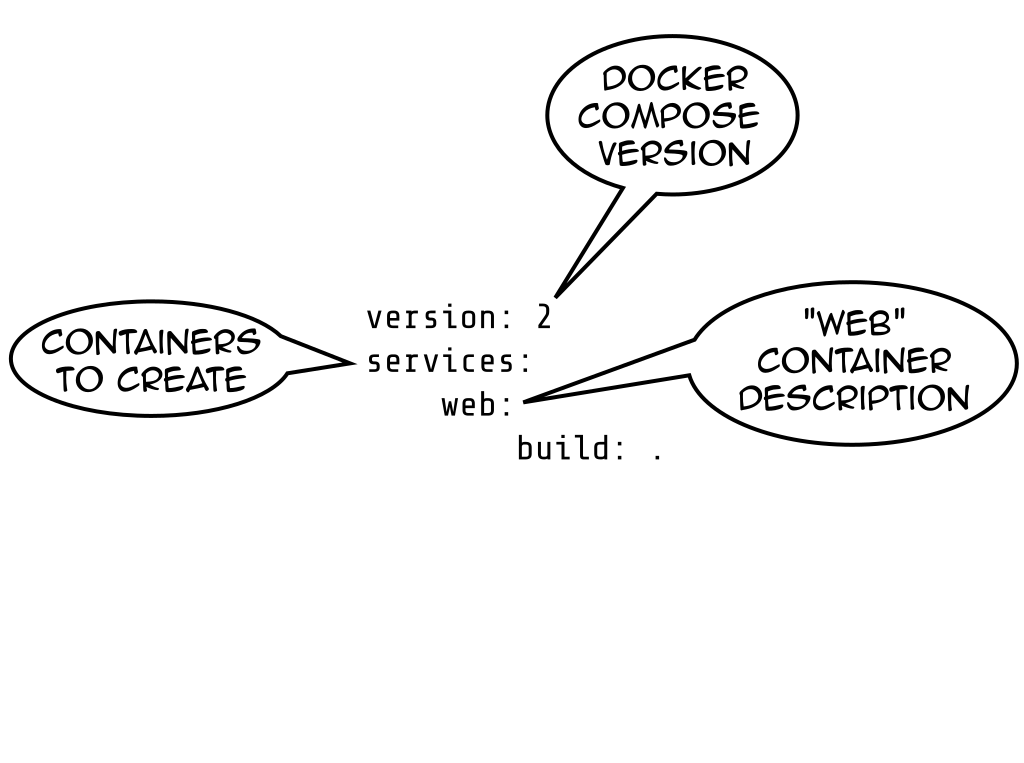 DOCKER
COMPOSE
VERSION
version: 2
services:
web:
build: .
CONTAINERS
TO CREATE
"WEB"
CONTAINER
DESCRIPTION